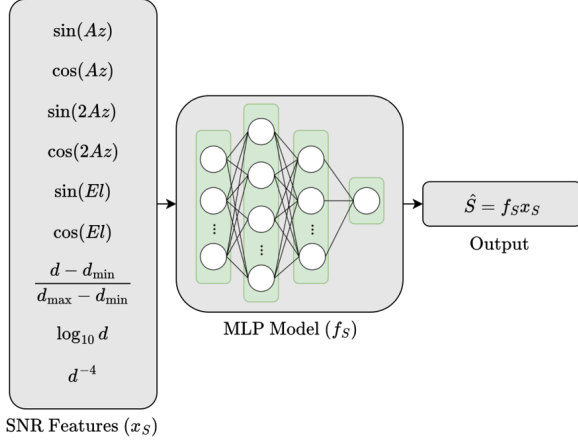 sin(Az)
cos(Az)
sin(2Az)
cos(2Az)
sin(El)
cos(El)
d − d_min
d_max − d_min
log₁₀ d
d⁻⁴
SNR Features (x_S)
⋮ ⋮ ⋮
MLP Model (f_S)
Ŝ = f_S x_S
Output